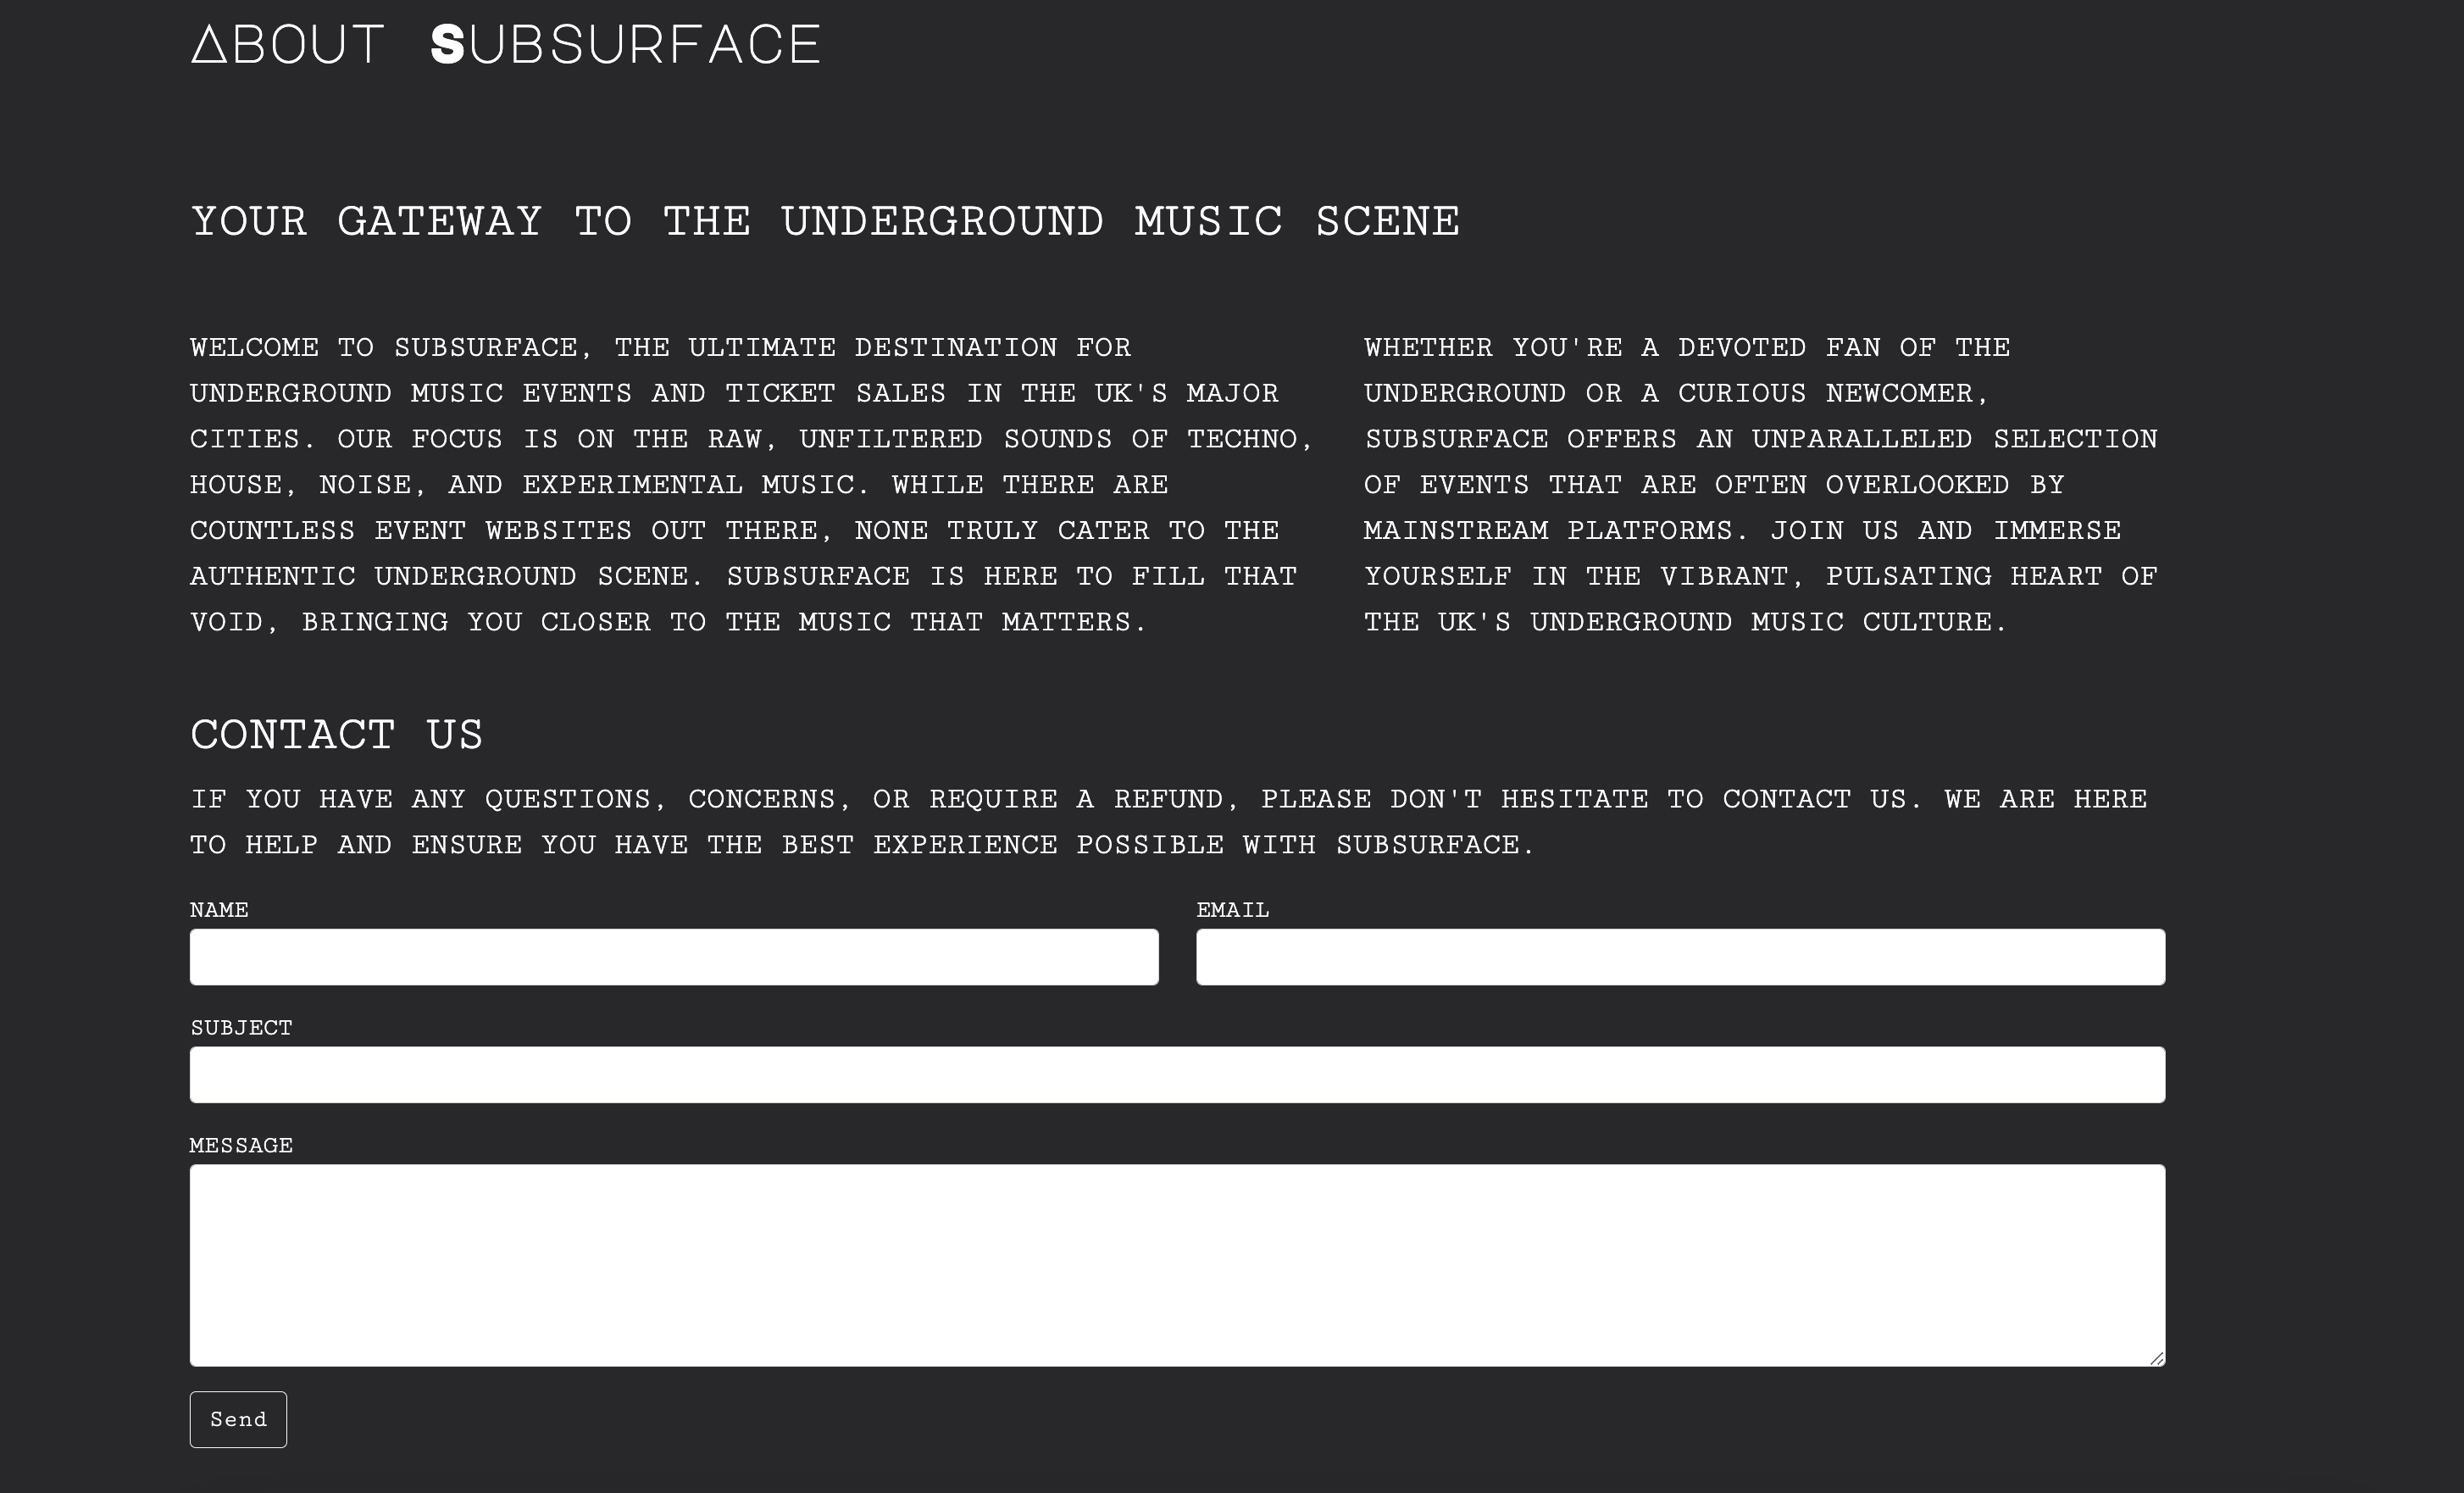 ABOUT SUBSURFACE
YOUR GATEWAY TO THE UNDERGROUND MUSIC SCENE
WELCOME TO SUBSURFACE, THE ULTIMATE DESTINATION FOR
UNDERGROUND MUSIC EVENTS AND TICKET SALES IN THE UK'S MAJOR
CITIES. OUR FOCUS IS ON THE RAW, UNFILTERED SOUNDS OF TECHNO,
HOUSE, NOISE, AND EXPERIMENTAL MUSIC. WHILE THERE ARE
COUNTLESS EVENT WEBSITES OUT THERE, NONE TRULY CATER TO THE
AUTHENTIC UNDERGROUND SCENE. SUBSURFACE IS HERE TO FILL THAT
VOID, BRINGING YOU CLOSER TO THE MUSIC THAT MATTERS.
WHETHER YOU'RE A DEVOTED FAN OF THE
UNDERGROUND OR A CURIOUS NEWCOMER,
SUBSURFACE OFFERS AN UNPARALLELED SELECTION
OF EVENTS THAT ARE OFTEN OVERLOOKED BY
MAINSTREAM PLATFORMS. JOIN US AND IMMERSE
YOURSELF IN THE VIBRANT, PULSATING HEART OF
THE UK'S UNDERGROUND MUSIC CULTURE.
CONTACT US
IF YOU HAVE ANY QUESTIONS, CONCERNS, OR REQUIRE A REFUND, PLEASE DON'T HESITATE TO CONTACT US. WE ARE HERE
TO HELP AND ENSURE YOU HAVE THE BEST EXPERIENCE POSSIBLE WITH SUBSURFACE.
NAME
EMAIL
SUBJECT
MESSAGE
Send